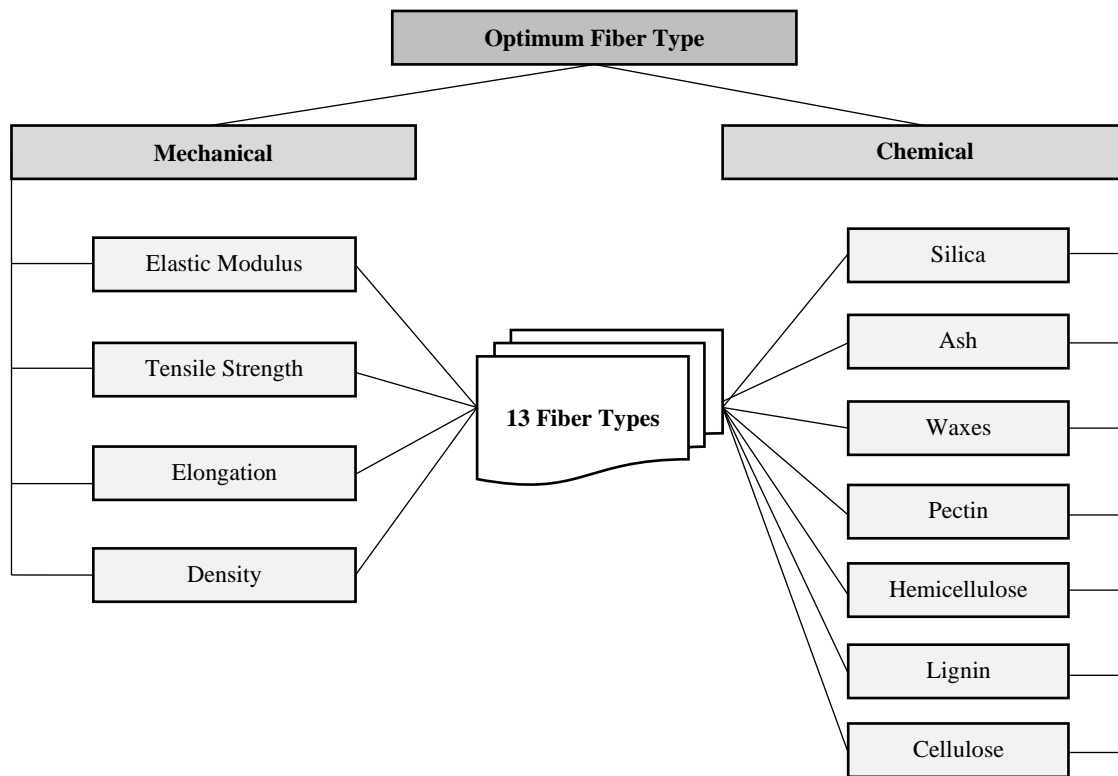 Optimum Fiber Type
Mechanical
Chemical
Elastic Modulus
Tensile Strength
Elongation
Density
13 Fiber Types
Silica
Ash
Waxes
Pectin
Hemicellulose
Lignin
Cellulose